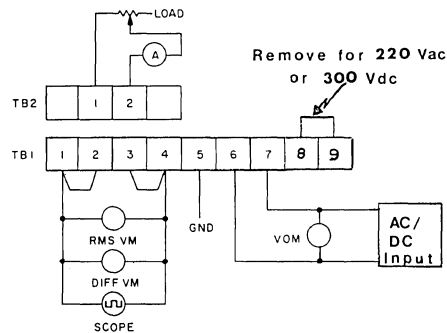 LOAD
A
Remove for 220 Vac
or 300 Vdc
TB2 1 2
TB1 1 2 3 4 5 6 7 8 9
RMS VM
GND
VOM
AC/
DC
Input
DIFF VM
SCOPE